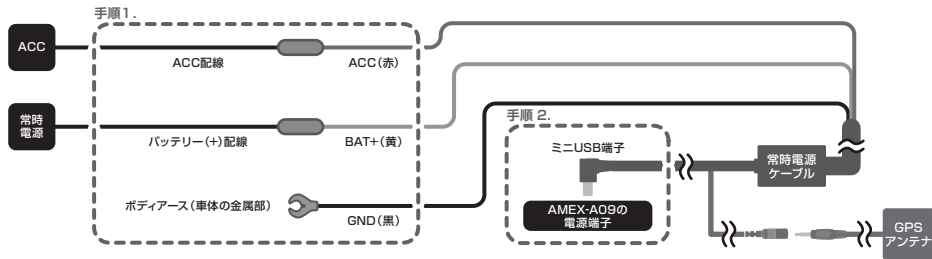 手順1.
ACC
ACC配線
ACC(赤)
常時
電源
バッテリー(+)配線
BAT+(黄)
ボディアース(車体の金属部)
GND(黒)
手順 2.
ミニUSB端子
AMEX-A09の
電源端子
常時電源
ケーブル
GPS
アンテナ